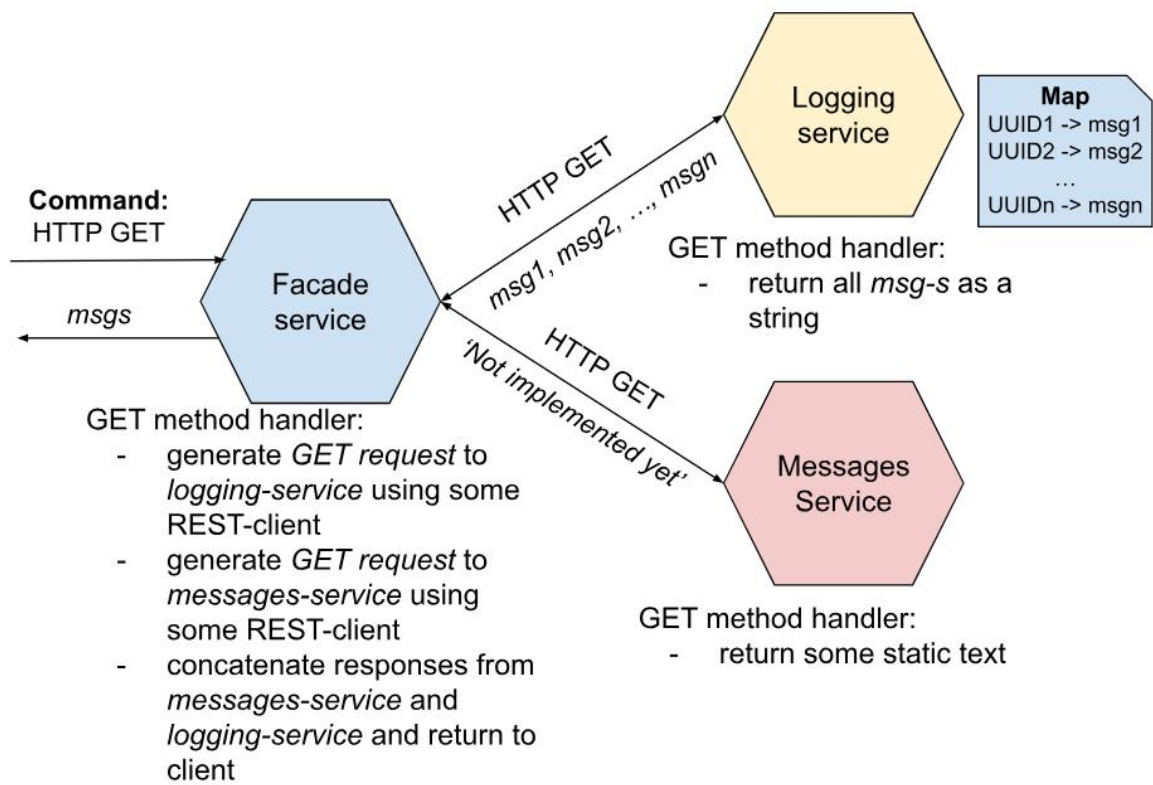 Command:
HTTP GET
msgs
Facade
service
GET method handler:
- generate GET request to
logging-service using some
REST-client
- generate GET request to
messages-service using
some REST-client
- concatenate responses from
messages-service and
logging-service and return to
client
HTTP GET
msg1, msg2, …, msgn
HTTP GET
‘Not implemented yet’
Logging
service
Map
UUID1 -> msg1
UUID2 -> msg2
…
UUIDn -> msgn
GET method handler:
- return all msg-s as a
string
Messages
Service
GET method handler:
- return some static text